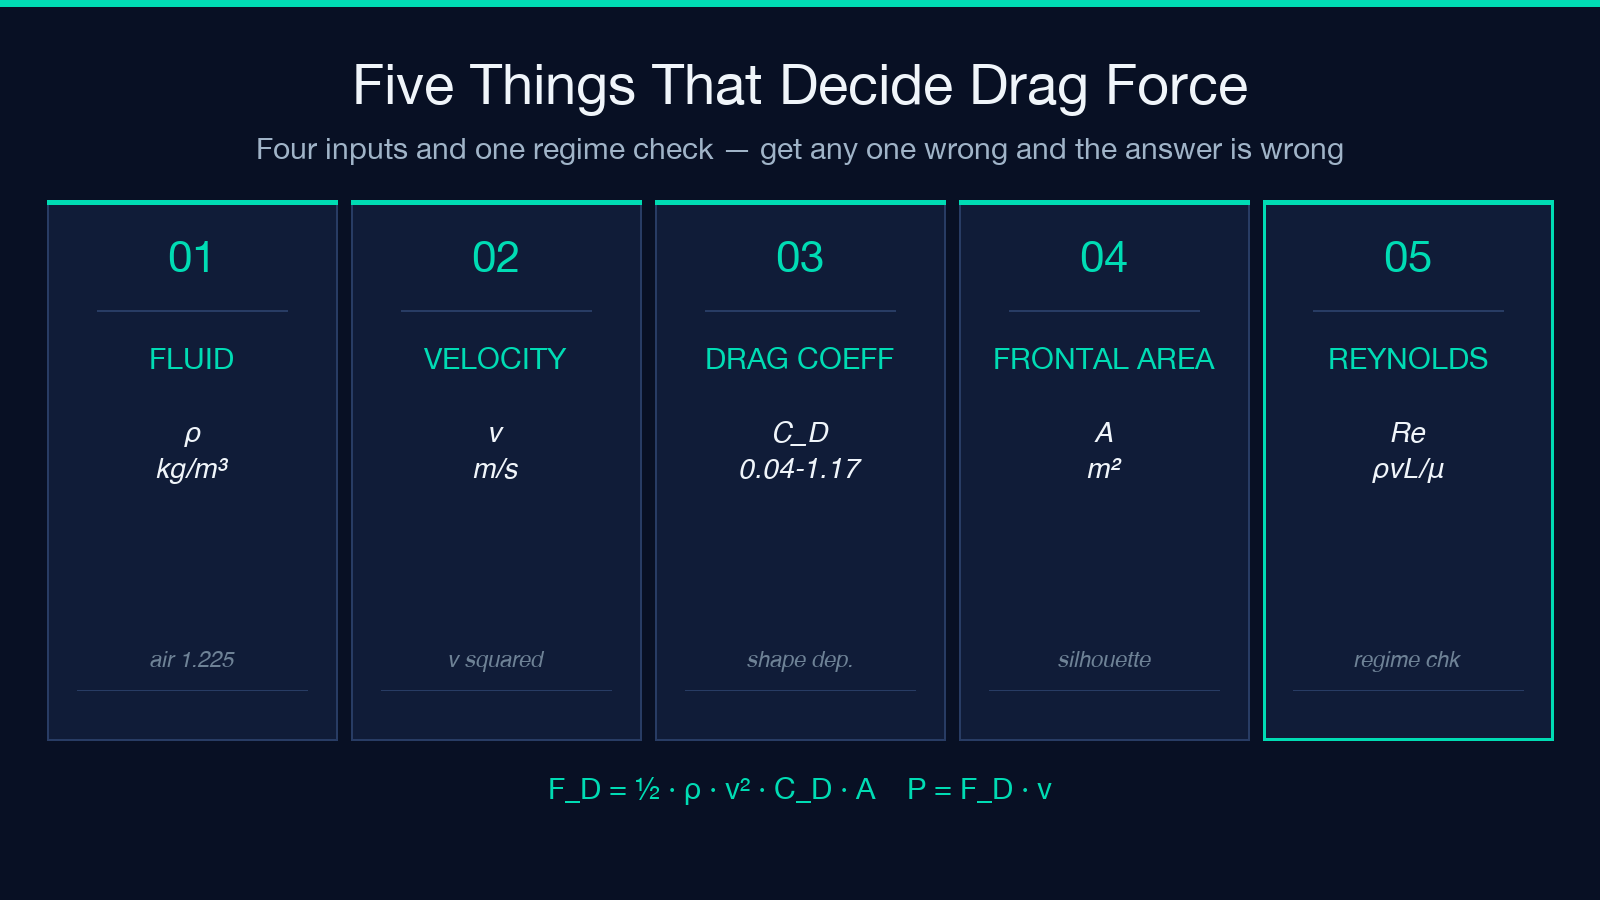 Five Things That Decide Drag Force
Four inputs and one regime check — get any one wrong and the answer is wrong
01
FLUID
ρ
kg/m³
air 1.225
02
VELOCITY
v
m/s
v squared
03
DRAG COEFF
C_D
0.04-1.17
shape dep.
04
FRONTAL AREA
A
m²
silhouette
05
REYNOLDS
Re
ρvL/μ
regime chk
F_D = ½ · ρ · v² · C_D · A    P = F_D · v